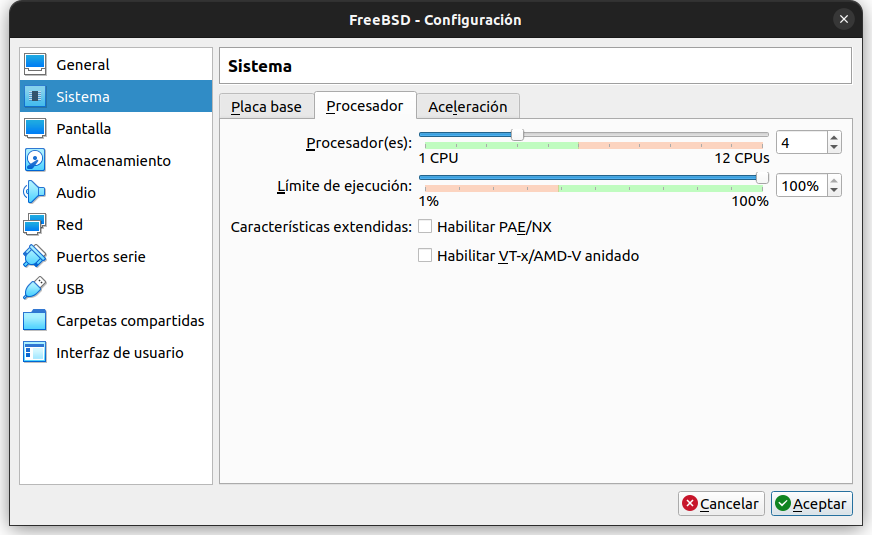 FreeBSD - Configuración
General
Sistema
Pantalla
Almacenamiento
Audio
Red
Puertos serie
USB
Carpetas compartidas
Interfaz de usuario
Sistema
Placa base Procesador Aceleración
Procesador(es): 4
1 CPU 12 CPUs
Límite de ejecución: 100%
1% 100%
Características extendidas: Habilitar PAE/NX
Habilitar VT-x/AMD-V anidado
Cancelar Aceptar